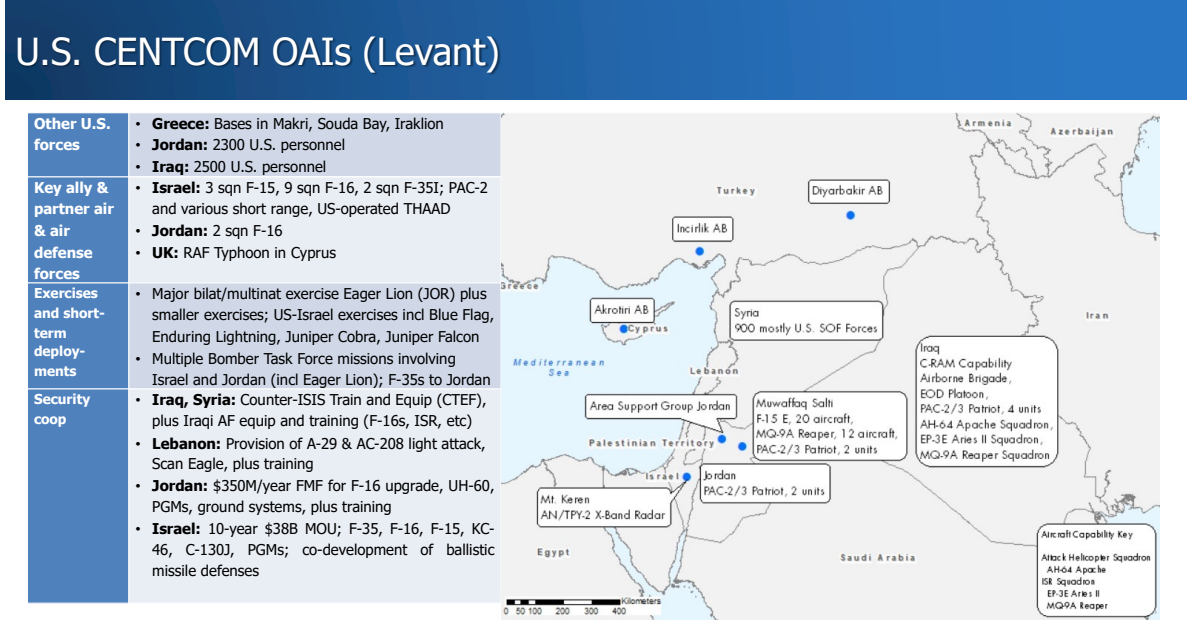 U.S. CENTCOM OAIs (Levant)
Other U.S.
forces
• Greece: Bases in Makri, Souda Bay, Iraklion
• Jordan: 2300 U.S. personnel
• Iraq: 2500 U.S. personnel
Key ally &
partner air
& air
defense
forces
• Israel: 3 sqn F-15, 9 sqn F-16, 2 sqn F-35I; PAC-2
and various short range, US-operated THAAD
• Jordan: 2 sqn F-16
• UK: RAF Typhoon in Cyprus
Exercises
and short-
term
deploy-
ments
• Major bilat/multinat exercise Eager Lion (JOR) plus
smaller exercises; US-Israel exercises incl Blue Flag,
Enduring Lightning, Juniper Cobra, Juniper Falcon
• Multiple Bomber Task Force missions involving
Israel and Jordan (incl Eager Lion); F-35s to Jordan
Security
coop
• Iraq, Syria: Counter-ISIS Train and Equip (CTEF),
plus Iraqi AF equip and training (F-16s, ISR, etc)
• Lebanon: Provision of A-29 & AC-208 light attack,
Scan Eagle, plus training
• Jordan: $350M/year FMF for F-16 upgrade, UH-60,
PGMs, ground systems, plus training
• Israel: 10-year $38B MOU; F-35, F-16, F-15, KC-
46, C-130J, PGMs; co-development of ballistic
missile defenses
Armenia
Azerbaijan
Turkey
Diyarbakir AB
Incirlik AB
Greece
Akrotiri AB
Cyprus
Syria
900 mostly U.S. SOF Forces
Iran
Mediterranean
Sea
Lebanon
Iraq
C-RAM Capability
Airborne Brigade,
EOD Platoon,
PAC-2/3 Patriot, 4 units
AH-64 Apache Squadron,
EP-3E Aries II Squadron,
MQ-9A Reaper Squadron
Area Support Group Jordan
Muwaffaq Salti
F-15 E, 20 aircraft,
MQ-9A Reaper, 12 aircraft,
PAC-2/3 Patriot, 2 units
Palestinian Territory
Israel
Jordan
PAC-2/3 Patriot, 2 units
Mt. Keren
AN/TPY-2 X-Band Radar
Egypt
Saudi Arabia
Aircraft Capability Key
Attack Helicopter Squadron
AH-64 Apache
ISR Squadron
EP-3E Aries II
MQ-9A Reaper
Kilometers
0 50 100 200 300 400